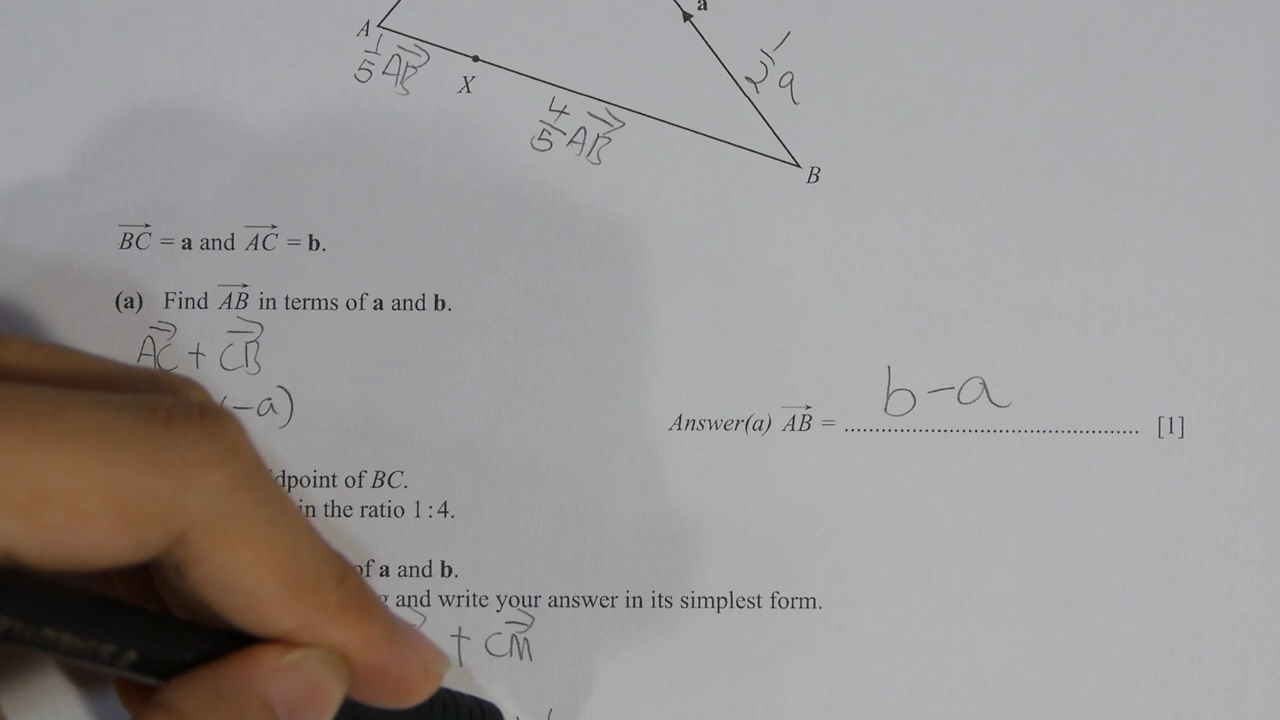 a
A
1/5 AB
X
1/2 a
4/5 AB
B
BC = a and AC = b.
(a) Find AB in terms of a and b.
AC + CB
-a)
b-a
Answer(a) AB = ........................................ [1]
dpoint of BC.
in the ratio 1 : 4.
of a and b.
and write your answer in its simplest form.
+ CM